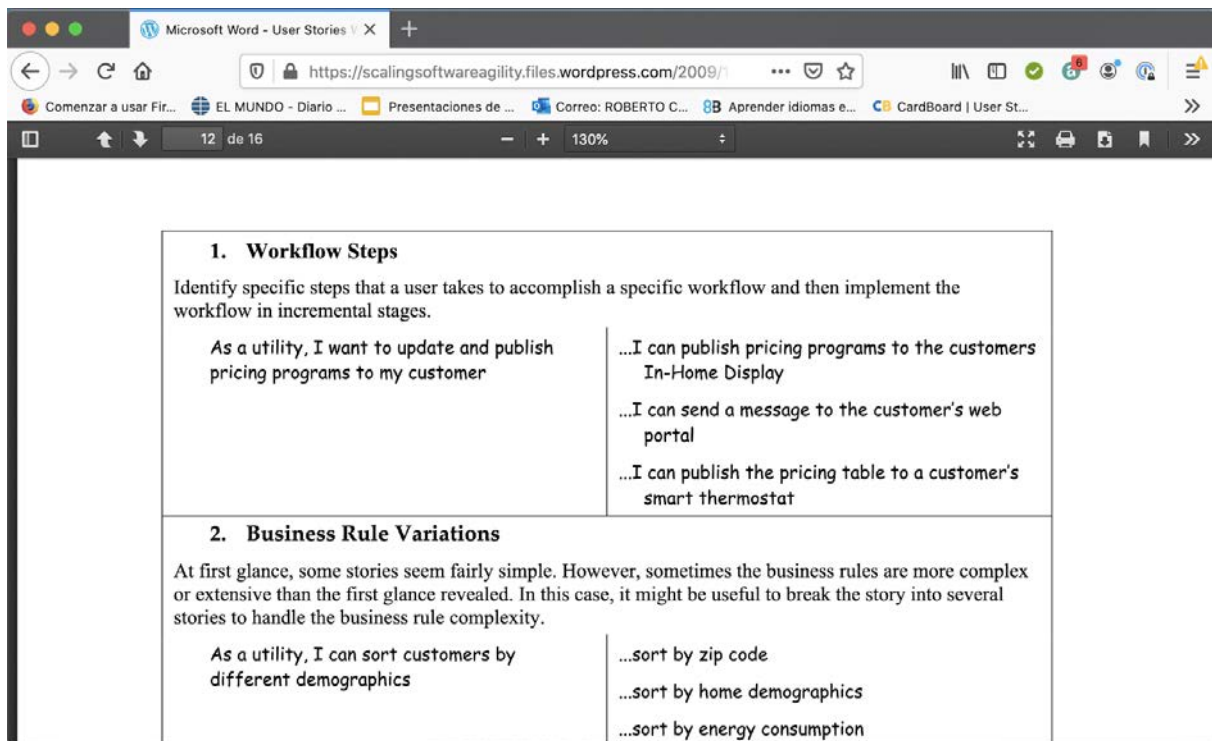 Microsoft Word - User Stories
https://scalingsoftwareagility.files.wordpress.com/2009/
6
Comenzar a usar Fir... EL MUNDO - Diario ... Presentaciones de ... Correo: ROBERTO C... 8B Aprender idiomas e... CB CardBoard | User St...
12 de 16 130%
1. Workflow Steps
Identify specific steps that a user takes to accomplish a specific workflow and then implement the
workflow in incremental stages.
As a utility, I want to update and publish
pricing programs to my customer
...I can publish pricing programs to the customers
In-Home Display
...I can send a message to the customer's web
portal
...I can publish the pricing table to a customer's
smart thermostat
2. Business Rule Variations
At first glance, some stories seem fairly simple. However, sometimes the business rules are more complex
or extensive than the first glance revealed. In this case, it might be useful to break the story into several
stories to handle the business rule complexity.
As a utility, I can sort customers by
different demographics
...sort by zip code
...sort by home demographics
...sort by energy consumption